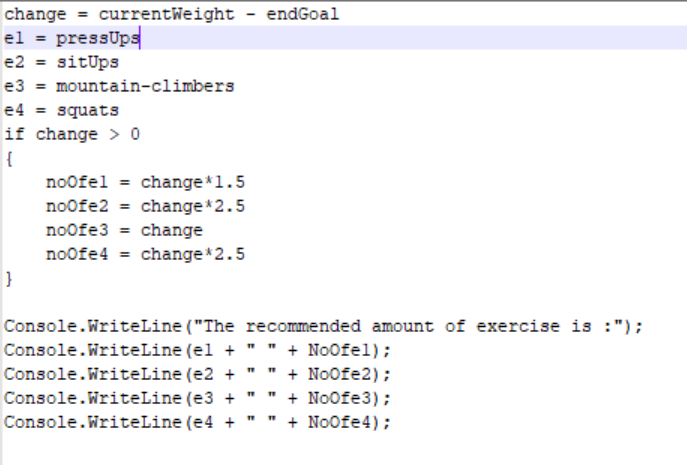 change = currentWeight - endGoal
e1 = pressUps
e2 = sitUps
e3 = mountain-climbers
e4 = squats
if change > 0
{
    noOfe1 = change*1.5
    noOfe2 = change*2.5
    noOfe3 = change
    noOfe4 = change*2.5
}

Console.WriteLine("The recommended amount of exercise is :");
Console.WriteLine(e1 + " " + NoOfe1);
Console.WriteLine(e2 + " " + NoOfe2);
Console.WriteLine(e3 + " " + NoOfe3);
Console.WriteLine(e4 + " " + NoOfe4);